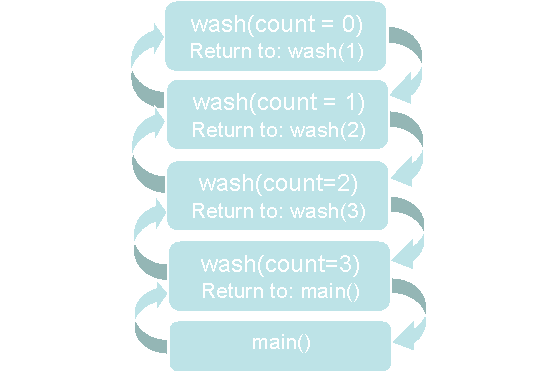 wash(count = 0)
Return to: wash(1)
wash(count = 1)
Return to: wash(2)
wash(count=2)
Return to: wash(3)
wash(count=3)
Return to: main()
main()